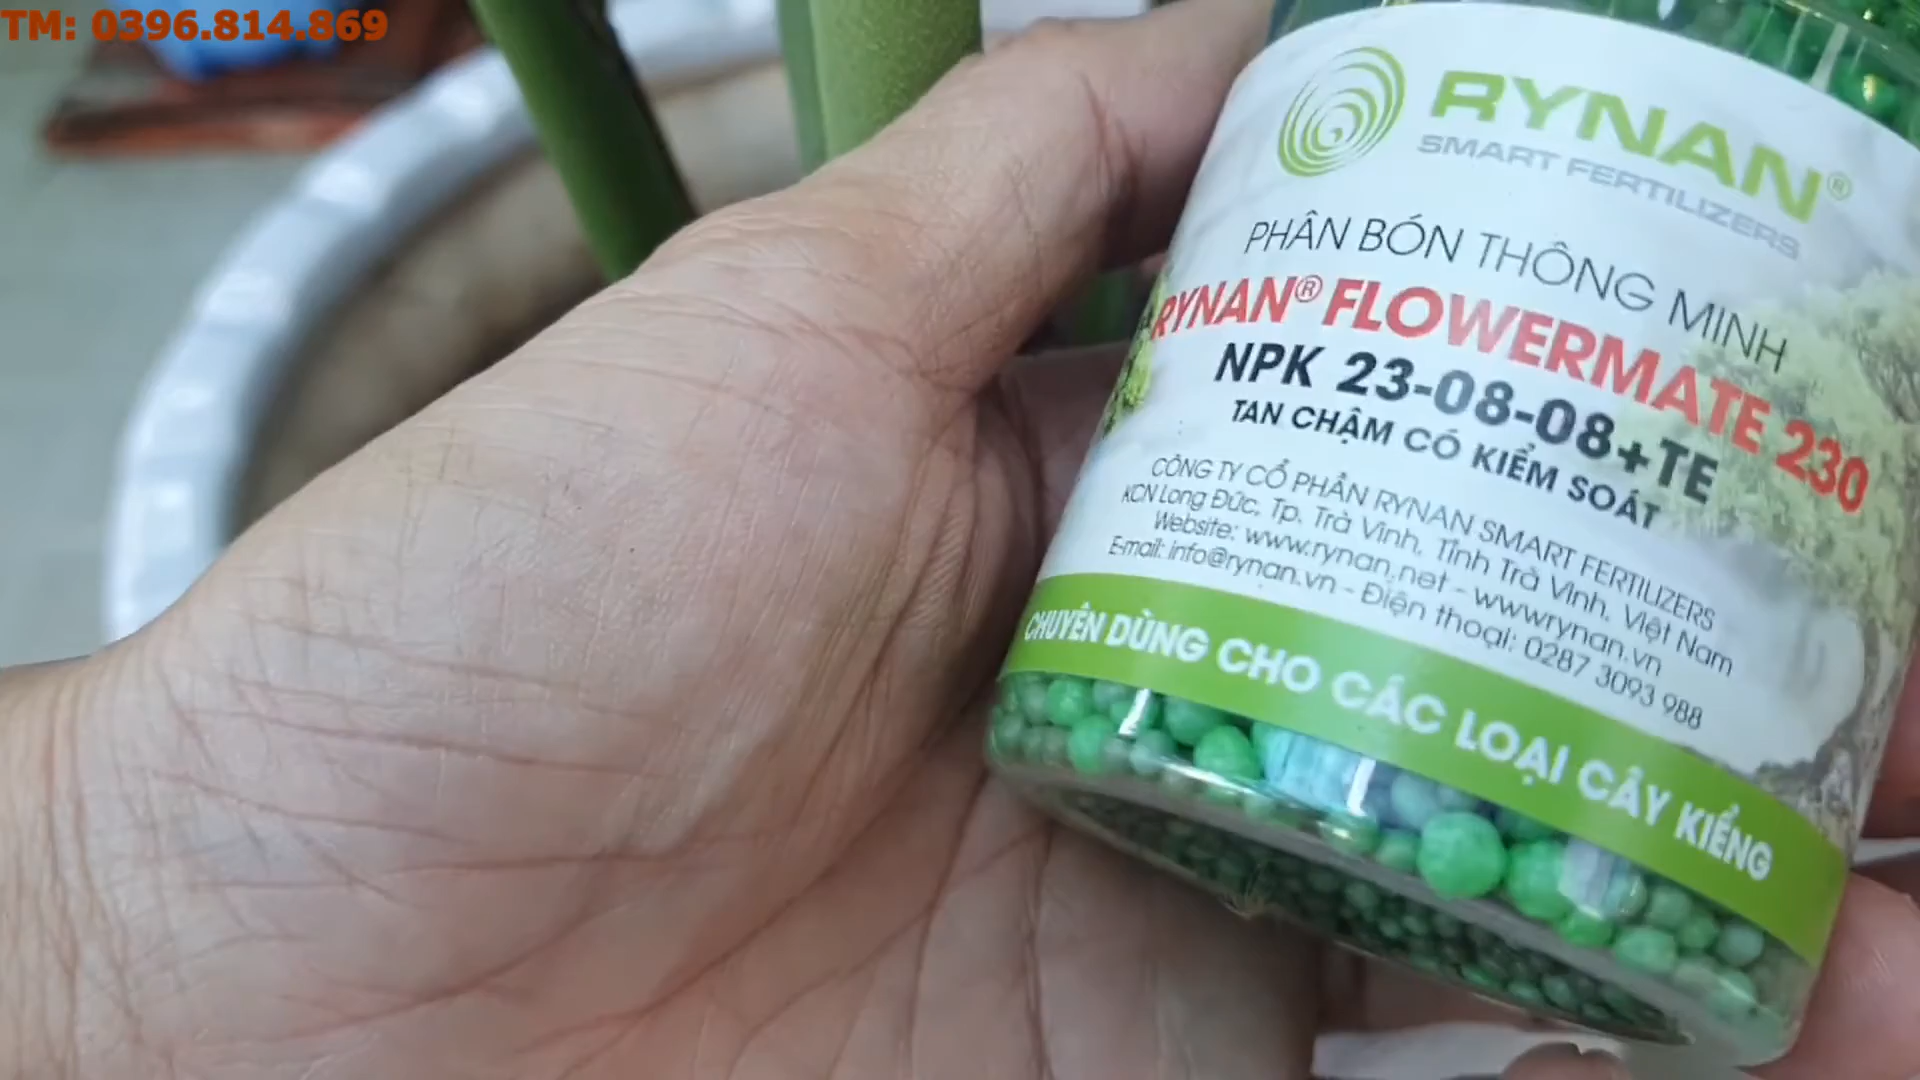 TM: 0396.814.869
RYNAN®
SMART FERTILIZERS
PHÂN BÓN THÔNG MINH
RYNAN® FLOWERMATE 230
NPK 23-08-08+TE
TAN CHẬM CÓ KIỂM SOÁT
CÔNG TY CỔ PHẦN RYNAN SMART FERTILIZERS
KCN Long Đức, Tp. Trà Vinh, Tỉnh Trà Vinh, Việt Nam
Website: www.rynan.net - wwwrynan.vn
E-mail: info@rynan.vn - Điện thoại: 0287 3093 988
CHUYÊN DÙNG CHO CÁC LOẠI CÂY KIỂNG